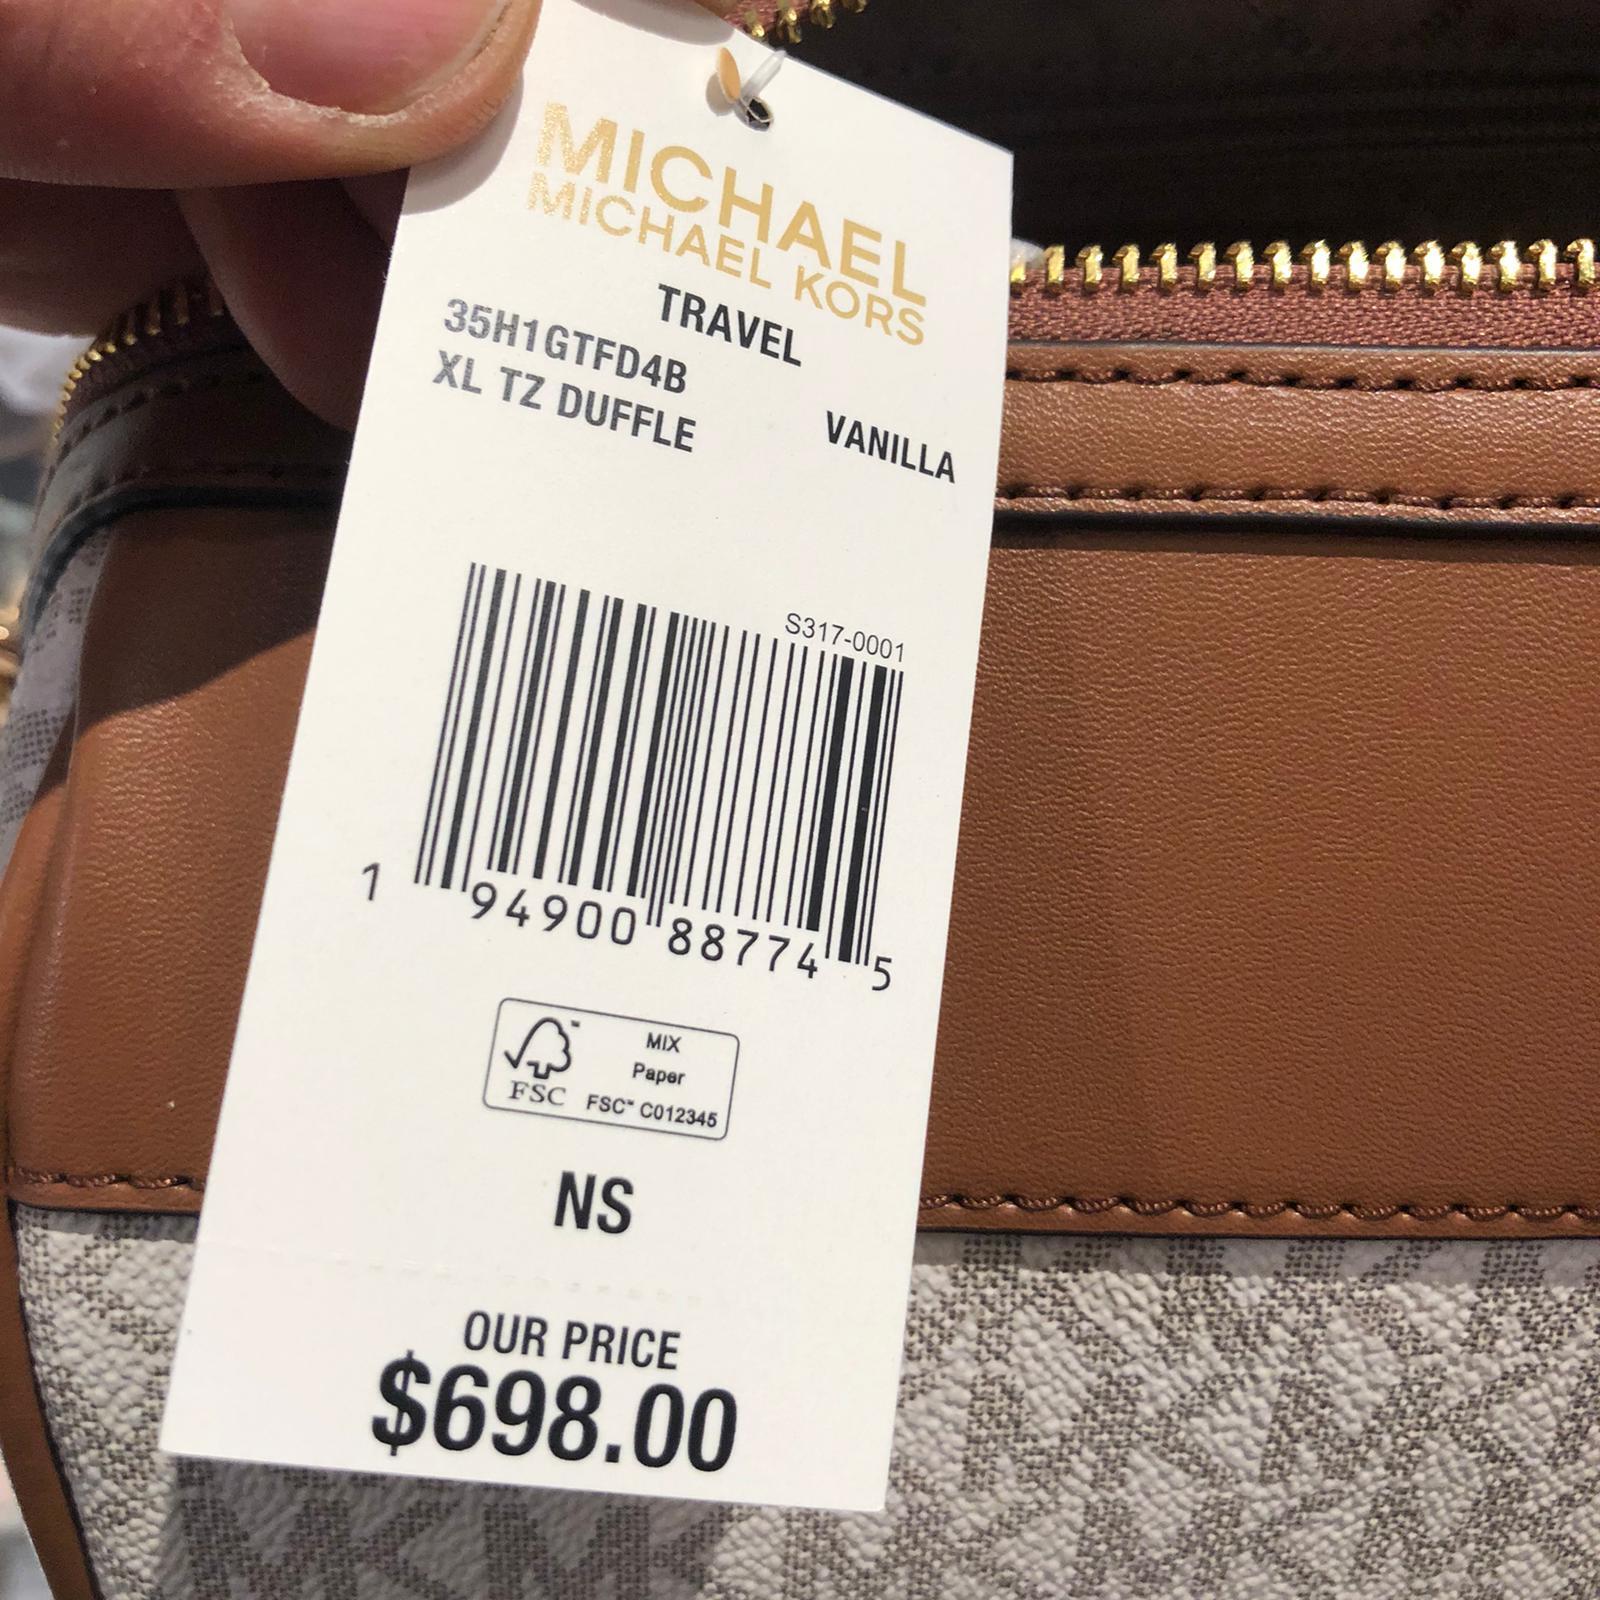 MICHAEL
MICHAEL KORS
TRAVEL
35H1GTFD4B
XL TZ DUFFLE
VANILLA
S317-0001
1 94900 88774 5
MIX
Paper
FSC™ C012345
FSC
NS
OUR PRICE
$698.00